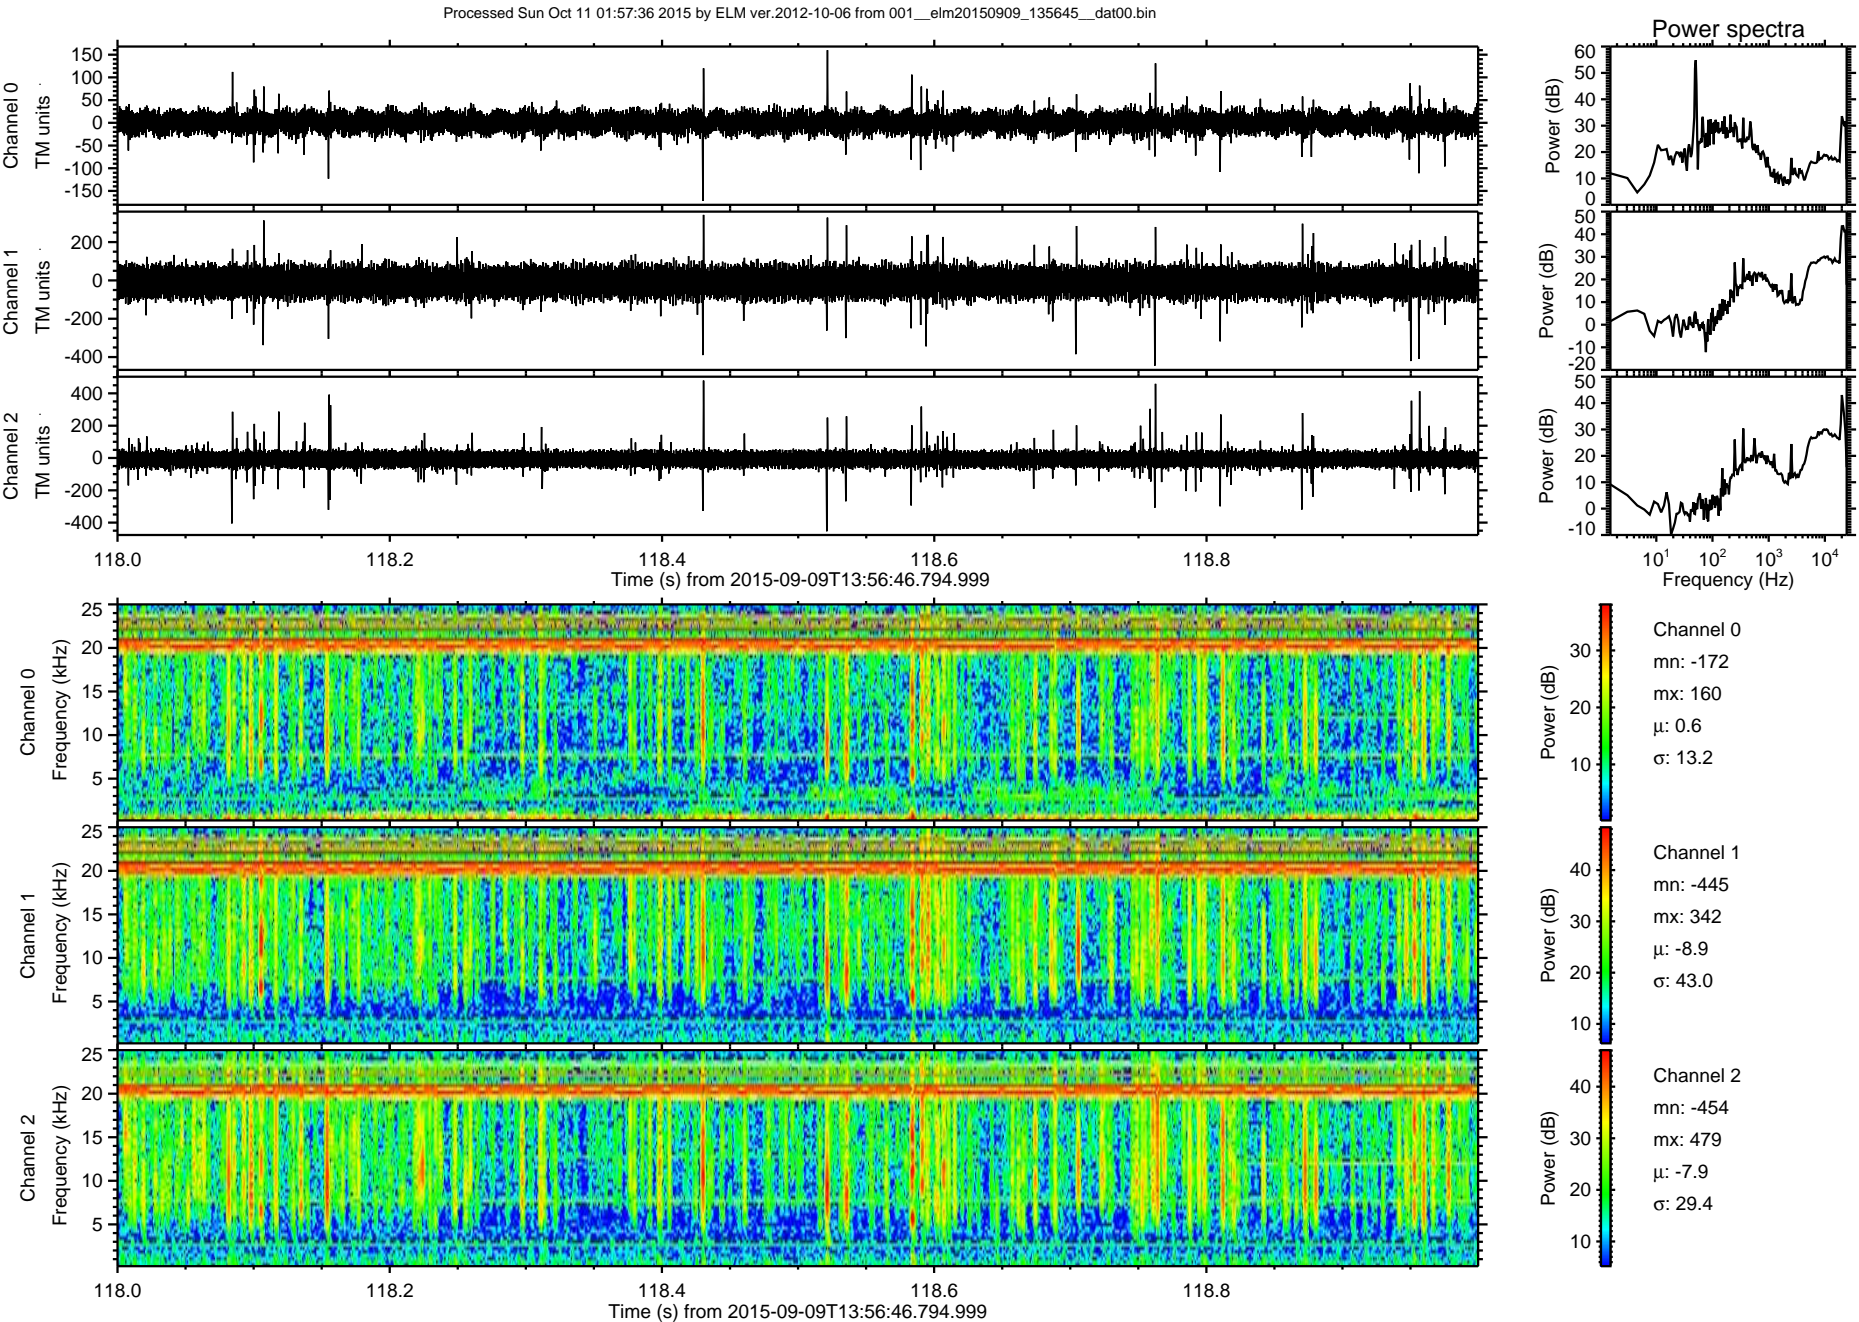 Processed Sun Oct 11 01:57:36 2015 by ELM ver.2012-10-06 from 001__elm20150909_135645__dat00.bin
Power spectra
Channel 0
TM units
150
100
50
0
-50
-100
-150
Power (dB)
60
50
40
30
20
10
0
Channel 1
TM units
200
0
-200
-400
Power (dB)
50
40
30
20
10
0
-10
-20
Channel 2
TM units
400
200
0
-200
-400
Power (dB)
50
40
30
20
10
0
-10
118.0 118.2 118.4 118.6 118.8
Time (s) from 2015-09-09T13:56:46.794.999
10^1 10^2 10^3 10^4
Frequency (Hz)
Channel 0
Frequency (kHz)
25
20
15
10
5
Power (dB)
30
20
10
Channel 0
mn: -172
mx: 160
μ: 0.6
σ: 13.2
Channel 1
Frequency (kHz)
25
20
15
10
5
Power (dB)
40
30
20
10
Channel 1
mn: -445
mx: 342
μ: -8.9
σ: 43.0
Channel 2
Frequency (kHz)
25
20
15
10
5
Power (dB)
40
30
20
10
Channel 2
mn: -454
mx: 479
μ: -7.9
σ: 29.4
118.0 118.2 118.4 118.6 118.8
Time (s) from 2015-09-09T13:56:46.794.999